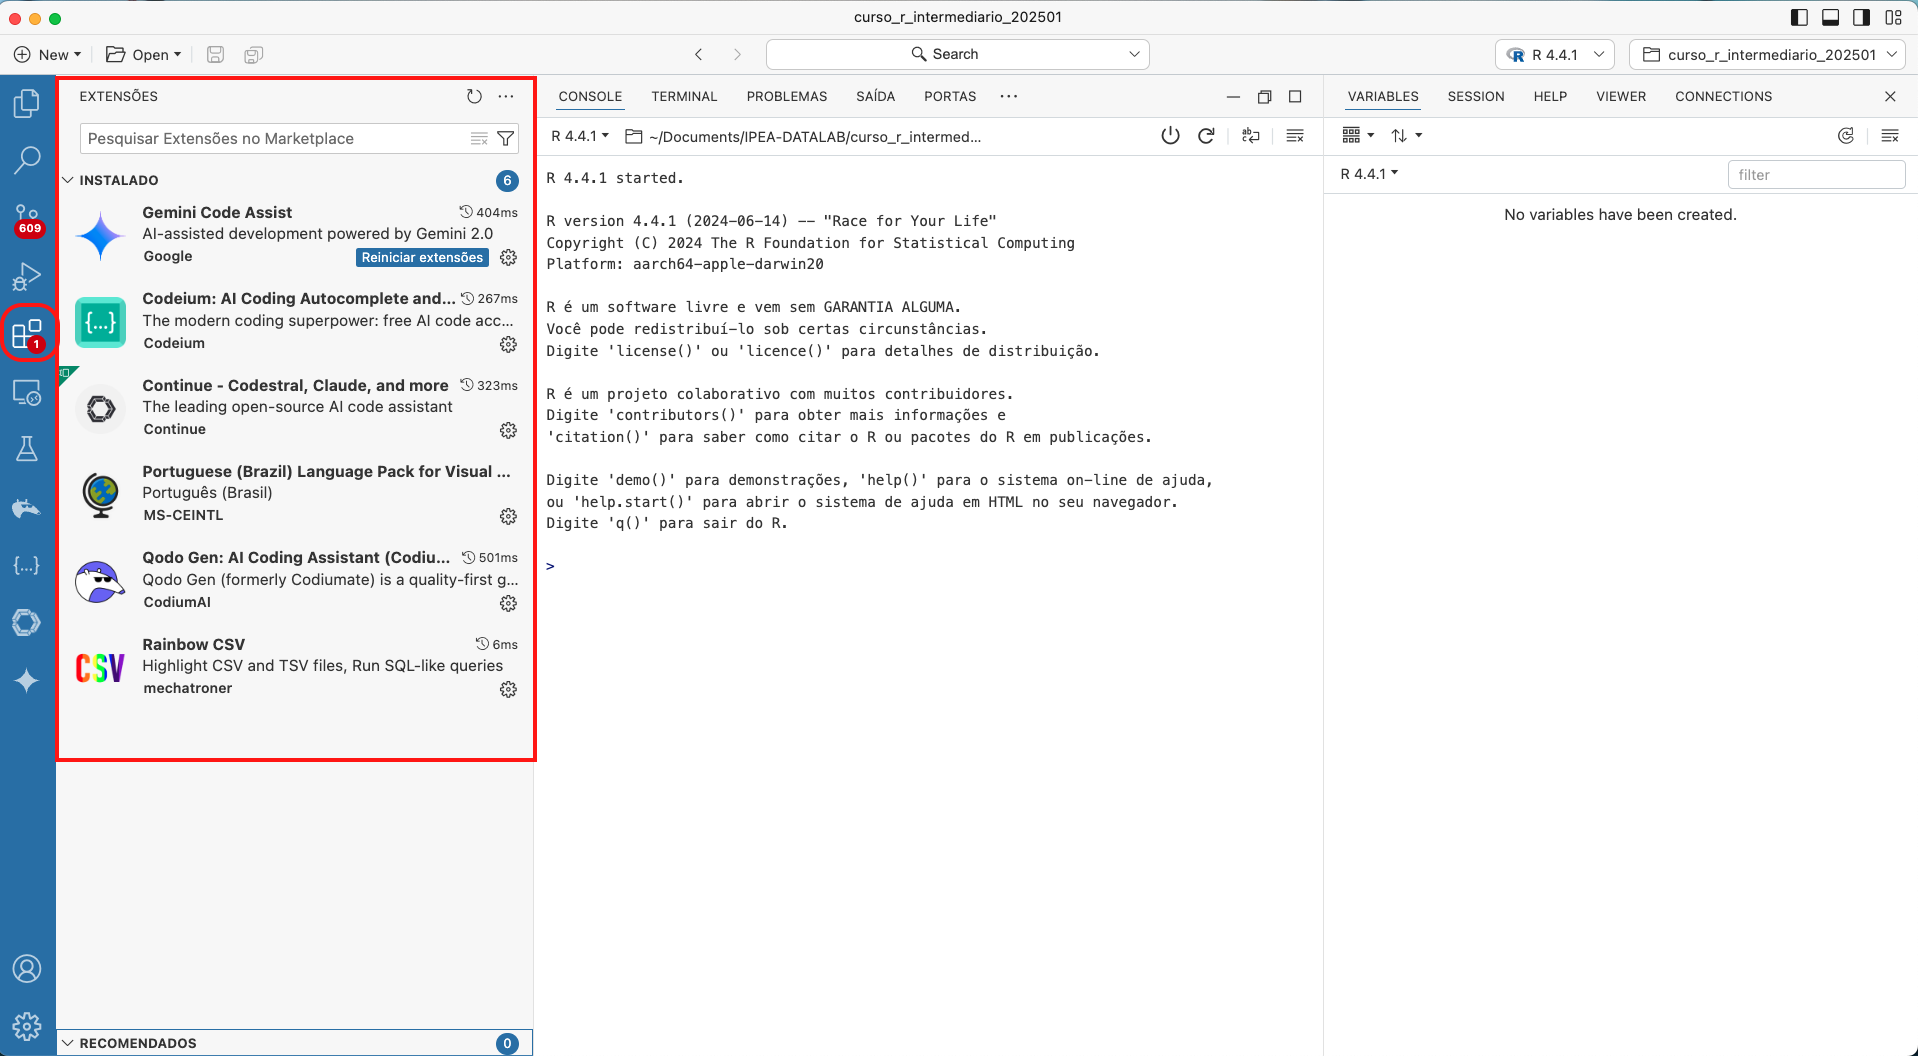 curso_r_intermediario_202501
New
Open
Search
R 4.4.1
curso_r_intermediario_202501
609
1
EXTENSÕES
Pesquisar Extensões no Marketplace
INSTALADO
6
Gemini Code Assist
404ms
AI-assisted development powered by Gemini 2.0
Google
Reiniciar extensões
Codeium: AI Coding Autocomplete and...
267ms
The modern coding superpower: free AI code acc...
Codeium
Continue - Codestral, Claude, and more
323ms
The leading open-source AI code assistant
Continue
Portuguese (Brazil) Language Pack for Visual ...
Português (Brasil)
MS-CEINTL
Qodo Gen: AI Coding Assistant (Codiu...
501ms
Qodo Gen (formerly Codiumate) is a quality-first g...
CodiumAI
CSV
Rainbow CSV
6ms
Highlight CSV and TSV files, Run SQL-like queries
mechatroner
RECOMENDADOS
0
CONSOLE
TERMINAL
PROBLEMAS
SAÍDA
PORTAS
R 4.4.1
~/Documents/IPEA-DATALAB/curso_r_intermed...
R 4.4.1 started.
R version 4.4.1 (2024-06-14) -- "Race for Your Life"
Copyright (C) 2024 The R Foundation for Statistical Computing
Platform: aarch64-apple-darwin20
R é um software livre e vem sem GARANTIA ALGUMA.
Você pode redistribuí-lo sob certas circunstâncias.
Digite 'license()' ou 'licence()' para detalhes de distribuição.
R é um projeto colaborativo com muitos contribuidores.
Digite 'contributors()' para obter mais informações e
'citation()' para saber como citar o R ou pacotes do R em publicações.
Digite 'demo()' para demonstrações, 'help()' para o sistema on-line de ajuda,
ou 'help.start()' para abrir o sistema de ajuda em HTML no seu navegador.
Digite 'q()' para sair do R.
>
VARIABLES
SESSION
HELP
VIEWER
CONNECTIONS
R 4.4.1
filter
No variables have been created.